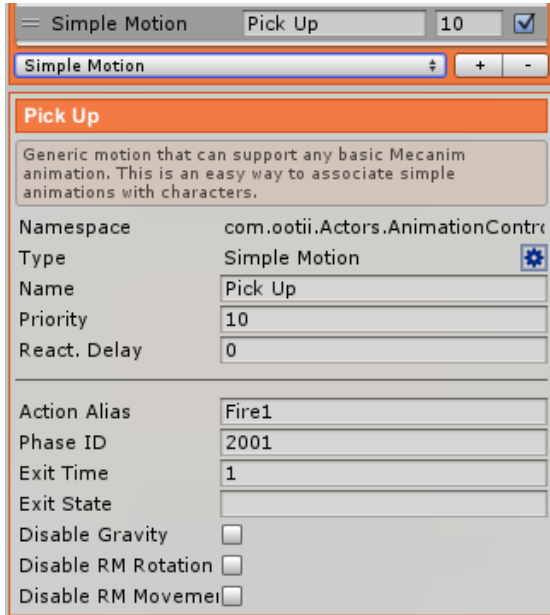 Simple Motion Pick Up 10
Simple Motion + -
Pick Up
Generic motion that can support any basic Mecanim
animation. This is an easy way to associate simple
animations with characters.
Namespace com.ootii.Actors.AnimationContro
Type Simple Motion
Name Pick Up
Priority 10
React. Delay 0
Action Alias Fire1
Phase ID 2001
Exit Time 1
Exit State
Disable Gravity
Disable RM Rotation
Disable RM Movemei